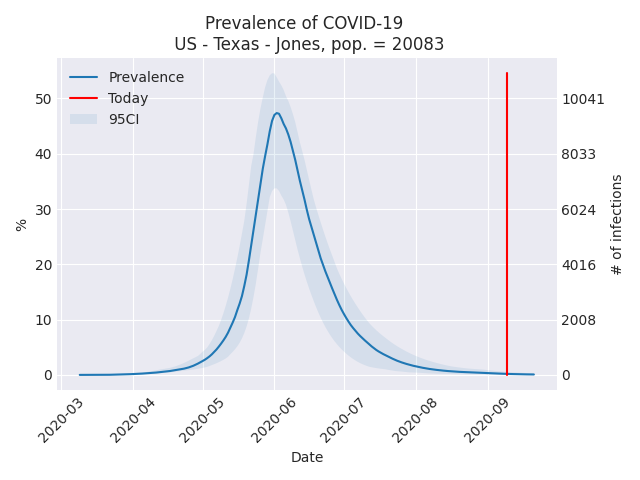 Prevalence of COVID-19
US - Texas - Jones, pop. = 20083
Prevalence
Today
95CI
50
40
30
20
10
0
%
10041
8033
6024
4016
2008
0
# of infections
2020-03
2020-04
2020-05
2020-06
2020-07
2020-08
2020-09
Date